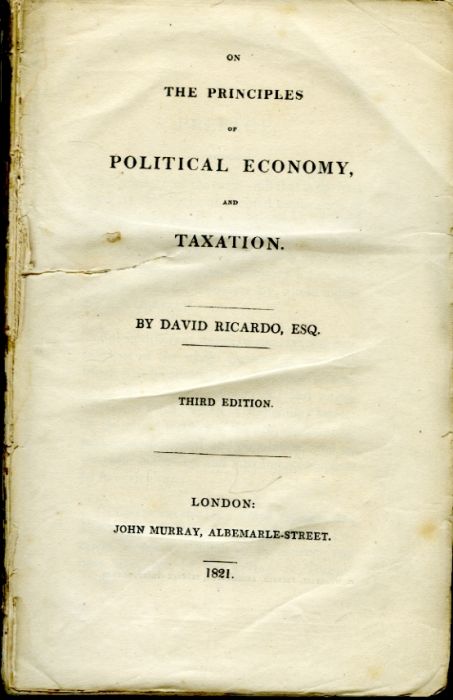 ON
THE PRINCIPLES
OF
POLITICAL ECONOMY,
AND
TAXATION.
BY DAVID RICARDO, ESQ.
THIRD EDITION.
LONDON:
JOHN MURRAY, ALBEMARLE-STREET.
1821.